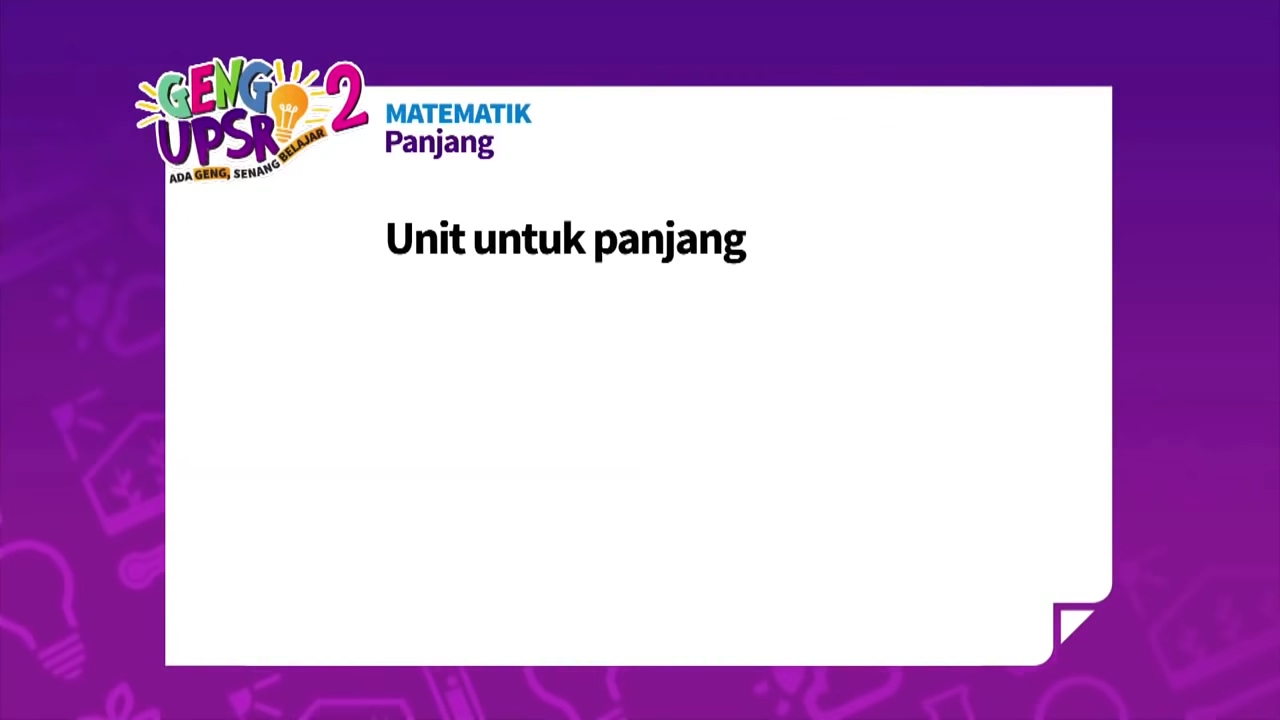 GENG
UPSR 2
ADA GENG, SENANG BELAJAR
MATEMATIK
Panjang
Unit untuk panjang